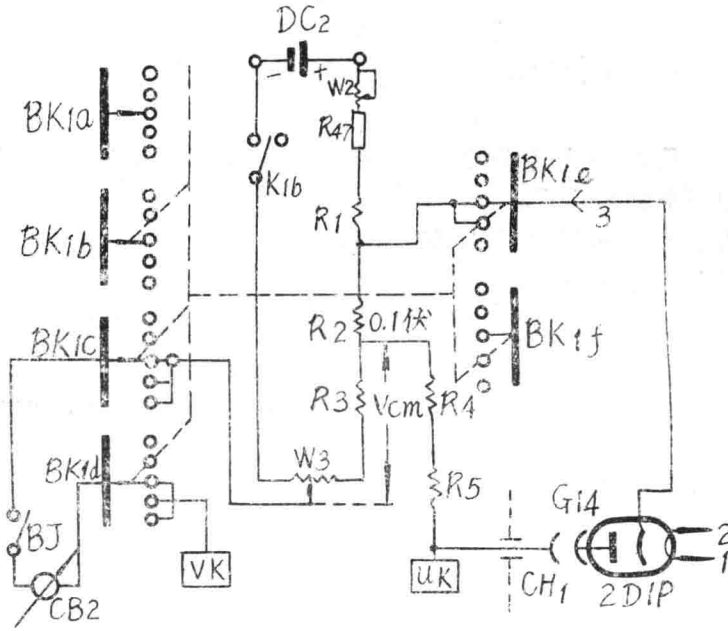 DC2
- +
W2
R47
BK1a
K1b
BK1e
3
R1
BK1b
R2
0.1伏
BK1f
BK1C
R3
Vcm
R4
BK1d
W3
R5
Gi4
BJ
VK
UK
2
1
CB2
CH1
2D1P